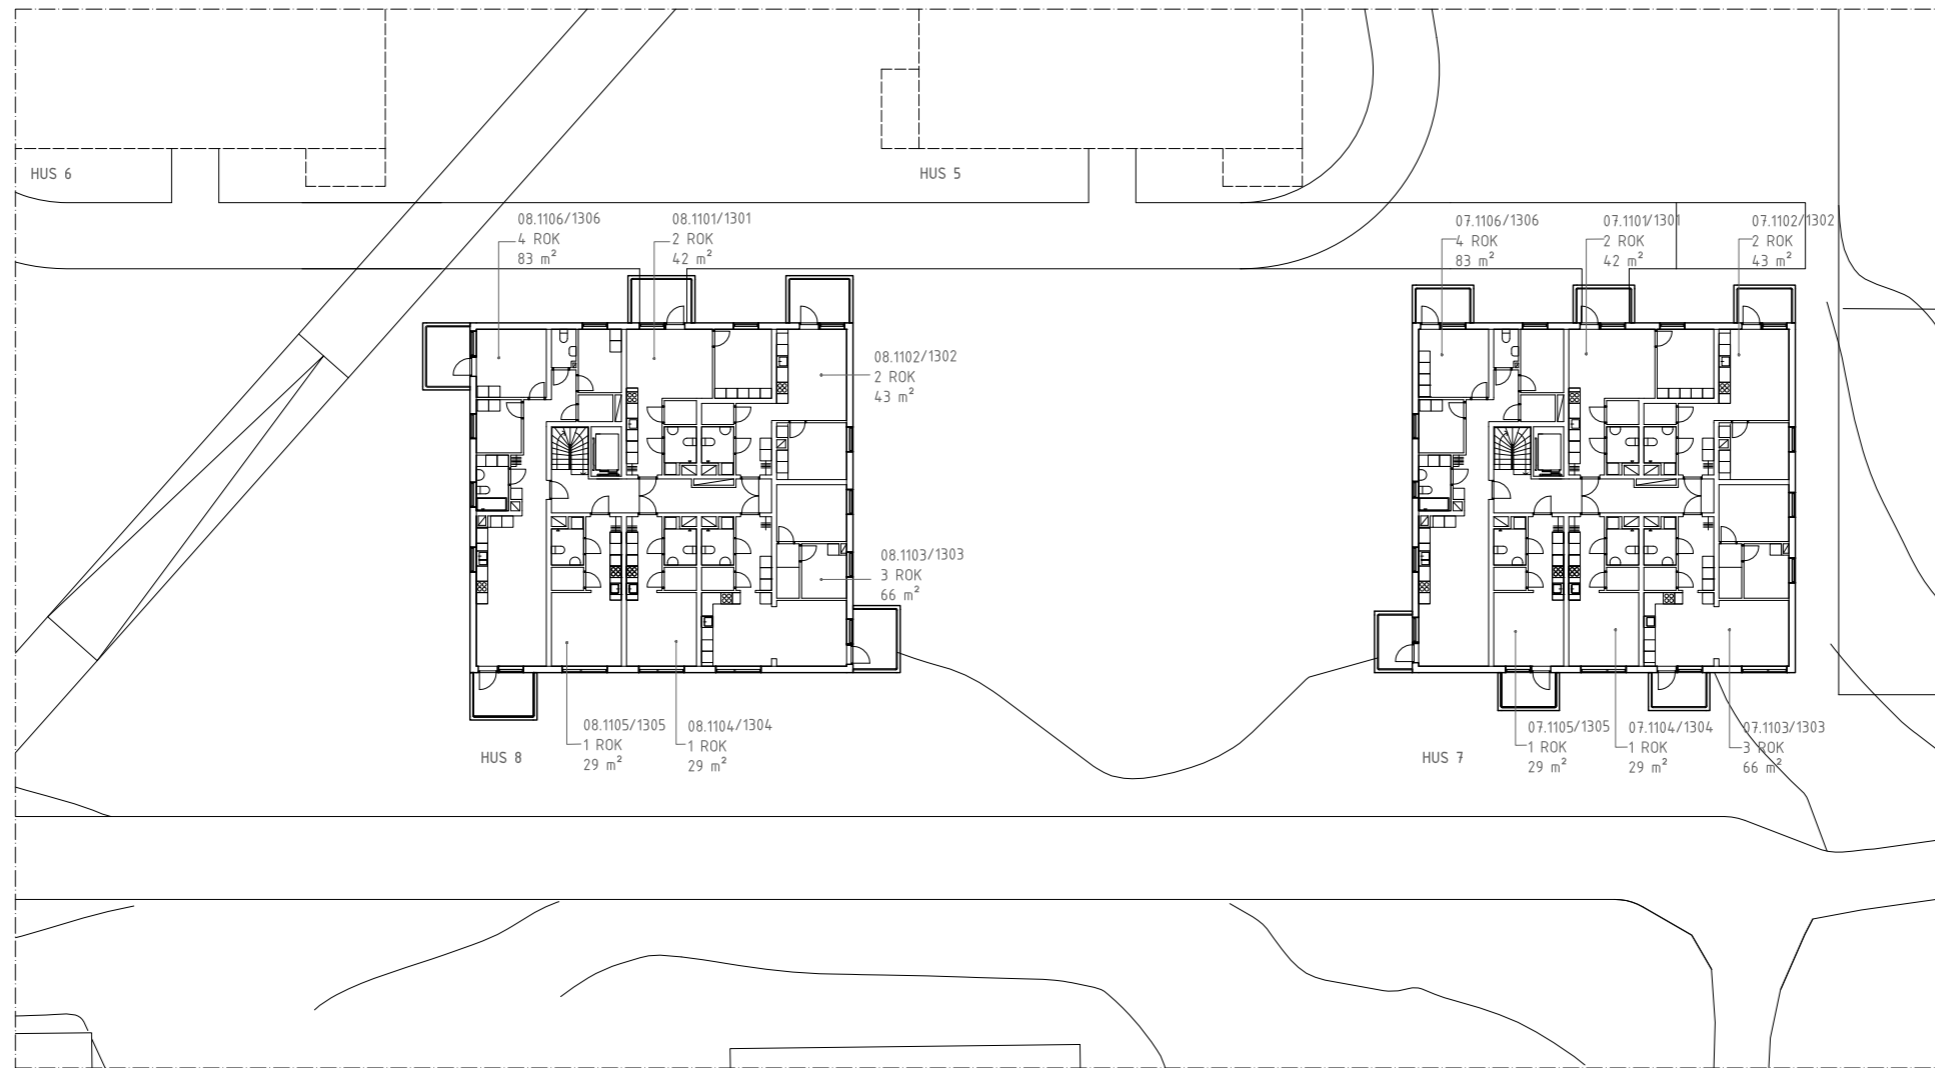 HUS 6
HUS 5
08.1106/1306
4 ROK
83 m²
08.1101/1301
2 ROK
42 m²
07.1106/1306
4 ROK
83 m²
07.1101/1301
2 ROK
42 m²
07.1102/1302
2 ROK
43 m²
08.1102/1302
2 ROK
43 m²
08.1103/1303
3 ROK
66 m²
08.1105/1305
1 ROK
29 m²
08.1104/1304
1 ROK
29 m²
HUS 8
07.1105/1305
1 ROK
29 m²
07.1104/1304
1 ROK
29 m²
07.1103/1303
3 ROK
66 m²
HUS 7